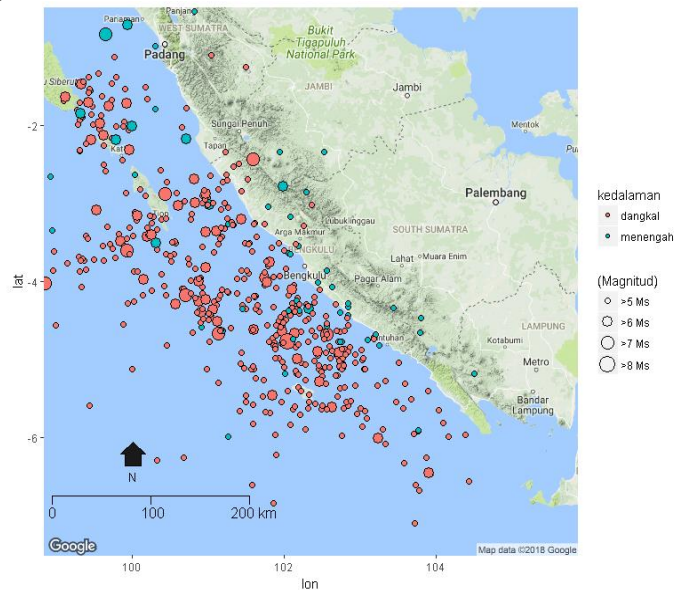 Panjan
Panaman
WEST SUMATRA
Bukit
Tigapuluh
National Park
Padang
JAMBI
Jambi
u Siberut
-2
Sungai Penuh
Mentok
Tapan
Palembang
Lubuklinggau
Arga Makmur
SOUTH SUMATRA
BENGKULU
Lahat
Muara Enim
Bengkulu
Pagar Alam
lat
-4
LAMPUNG
Kotabumi
Metro
Bandar
Lampung
-6
N
0
100
200 km
Google
Map data ©2018 Google
100
102
104
lon
kedalaman
dangkal
menengah
(Magnitud)
>5 Ms
>6 Ms
>7 Ms
>8 Ms